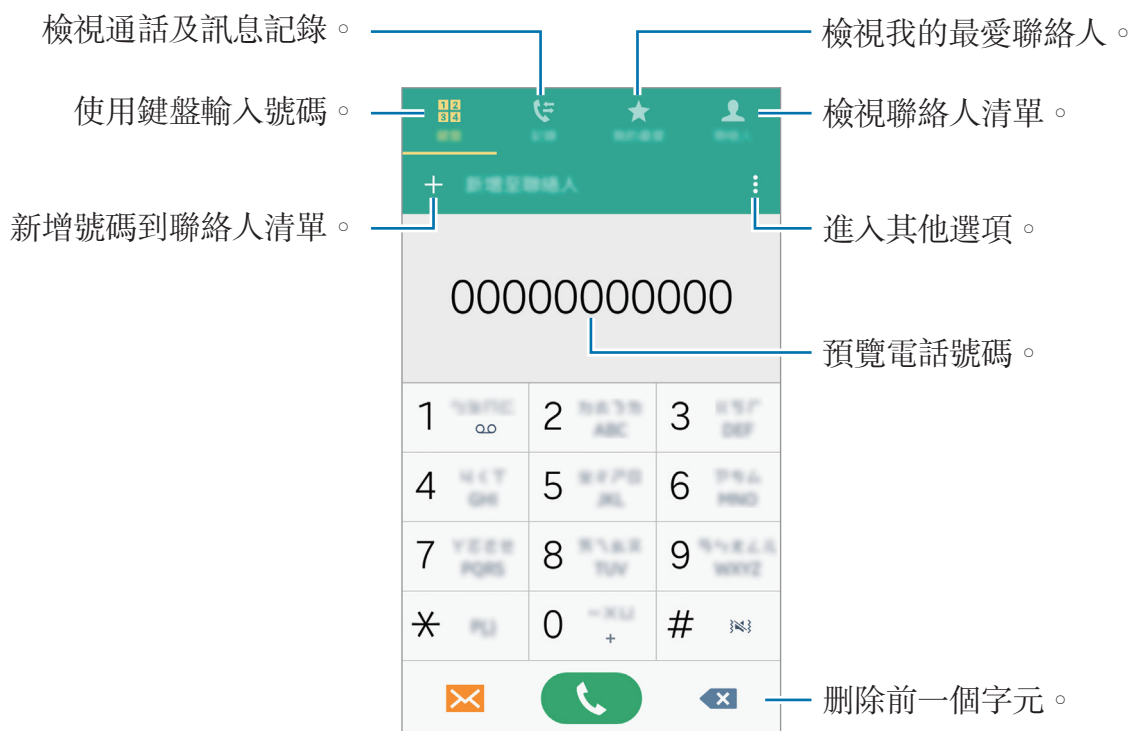 檢視通話及訊息記錄。
檢視我的最愛聯絡人。
使用鍵盤輸入號碼。
檢視聯絡人清單。
新增至聯絡人
新增號碼到聯絡人清單。
進入其他選項。
00000000000
預覽電話號碼。
1 2 ABC 3 DEF
4 GHI 5 JKL 6 MNO
7 PQRS 8 TUV 9 WXYZ
* 0 + #
刪除前一個字元。